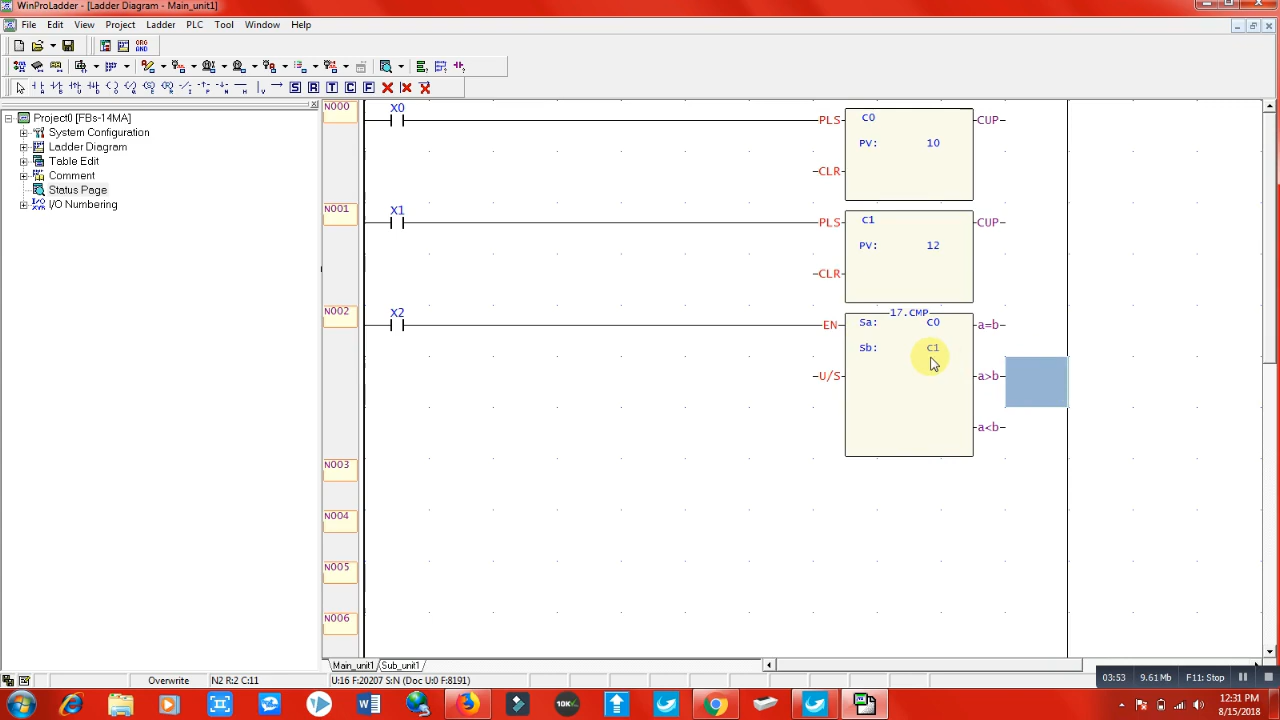 WinProLadder - [Ladder Diagram - Main_unit1]
File Edit View Project Ladder PLC Tool Window Help
S R T C F
Project0 [FBs-14MA]
System Configuration
Ladder Diagram
Table Edit
Comment
Status Page
I/O Numbering
N000 X0 PLS C0 CUP
PV: 10
CLR
N001 X1 PLS C1 CUP
PV: 12
CLR
N002 X2 17.CMP
EN Sa: C0 a=b
Sb: C1
U/S a>b
a<b
N003
N004
N005
N006
Main_unit1 Sub_unit1
Overwrite N2 R:2 C:11 U:16 F:20207 S:N (Doc U:0 F:8191)
03:53 9.61 Mb F11: Stop
10K
12:31 PM
8/15/2018